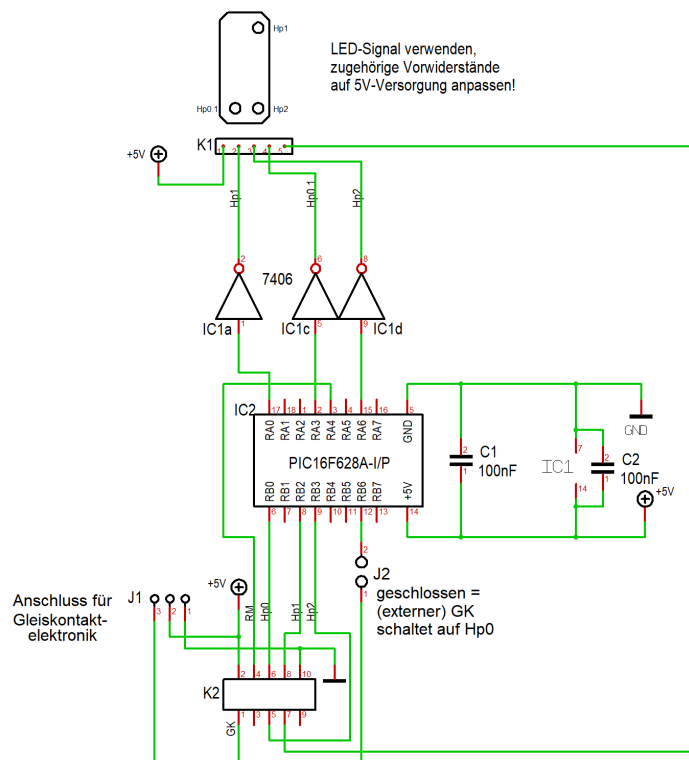 Hp1
LED-Signal verwenden,
zugehörige Vorwiderstände
auf 5V-Versorgung anpassen!
Hp0.1 Hp2
K1
1 2 3 4 5
+5V
Hp1 Hp0.1 Hp2
2 6 8
7406
IC1a IC1c IC1d
1 5 9
IC2
17 18 1 2 3 4 15 16 5
RA0 RA1 RA2 RA3 RA4 RA5 RA6 RA7 GND
PIC16F628A-I/P
RB0 RB1 RB2 RB3 RB4 RB5 RB6 RB7 +5V
6 7 8 9 10 11 12 13 14
2
C1
100nF
1
7
IC1
14
2
C2
100nF
1
GND
+5V
2
J2
1
geschlossen =
(externer) GK
schaltet auf Hp0
Anschluss für
Gleiskontakt-
elektronik
J1
3 2 1
+5V
RM Hp0 Hp1 Hp2
2 4 6 8 10
K2
1 3 5 7 9
GK